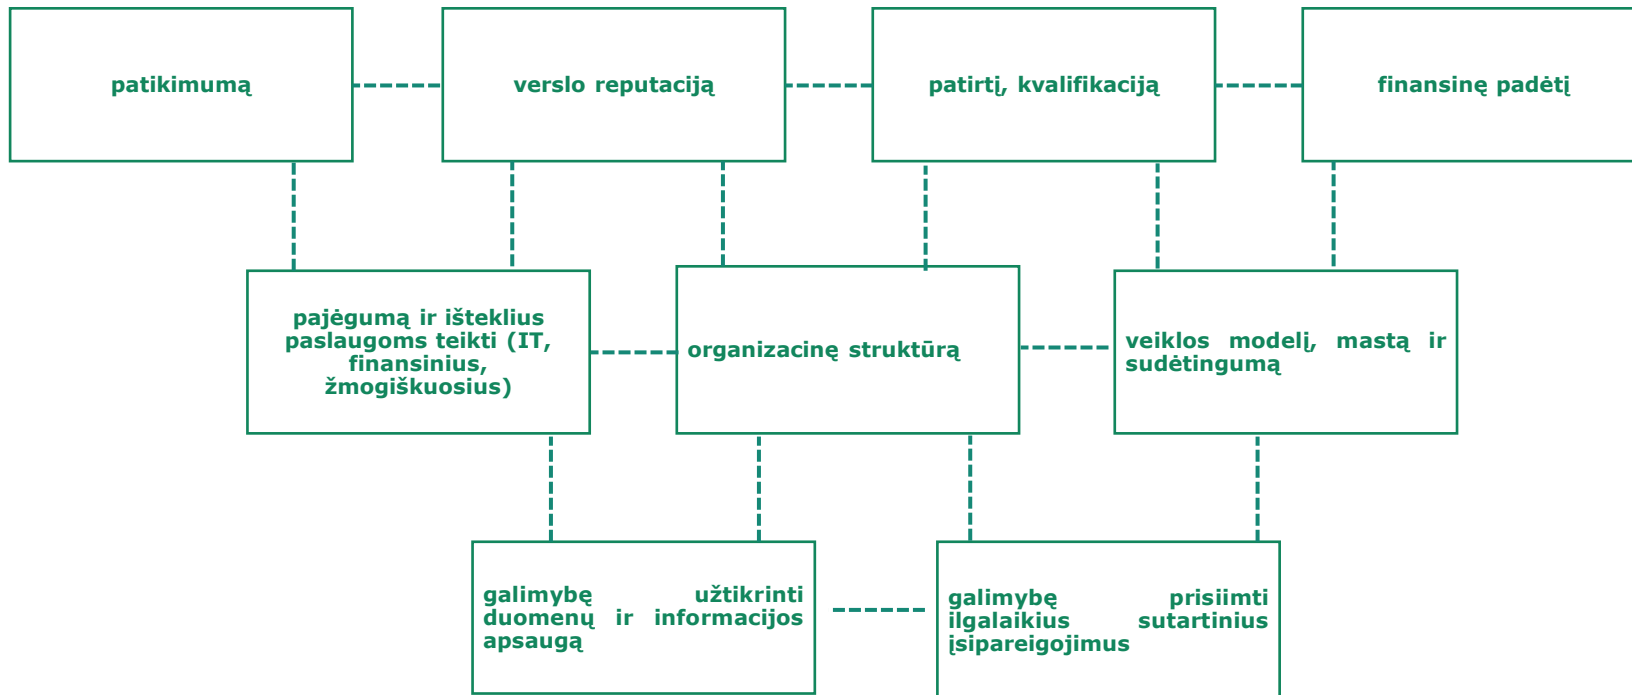 patikimumą
verslo reputaciją
patirtį, kvalifikaciją
finansinę padėtį
pajėgumą ir išteklius
paslaugoms teikti (IT,
finansinius,
žmogiškuosius)
organizacinę struktūrą
veiklos modelį, mastą ir
sudėtingumą
galimybę užtikrinti
duomenų ir informacijos
apsaugą
galimybę prisiimti
ilgalaikius sutartinius
įsipareigojimus